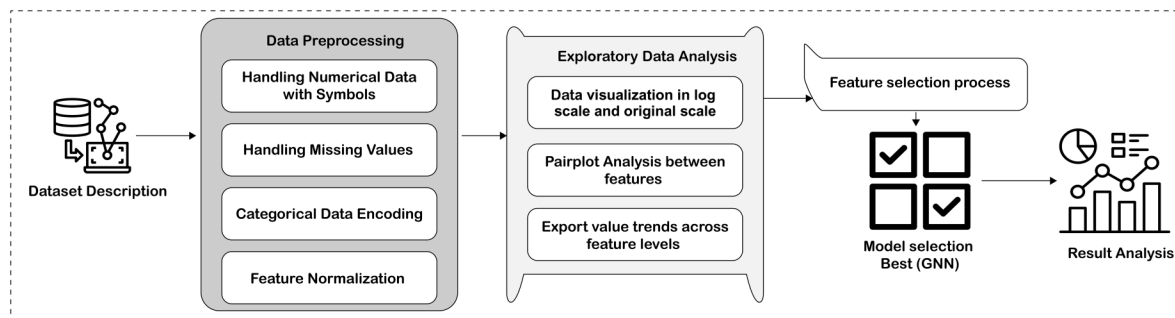 Dataset Description
Data Preprocessing
Handling Numerical Data
with Symbols
Handling Missing Values
Categorical Data Encoding
Feature Normalization
Exploratory Data Analysis
Data visualization in log
scale and original scale
Pairplot Analysis between
features
Export value trends across
feature levels
Feature selection process
Model selection
Best (GNN)
Result Analysis